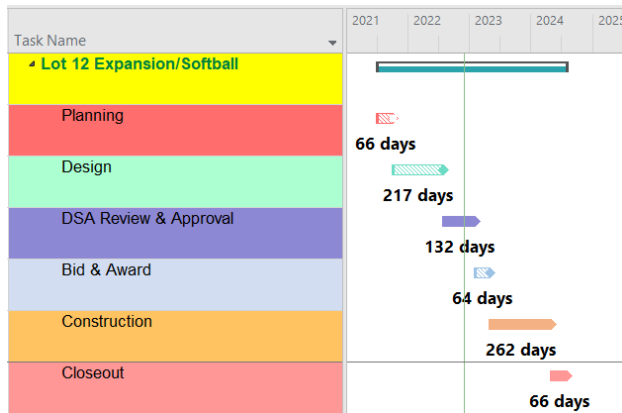 2021 2022 2023 2024 2025
Task Name
Lot 12 Expansion/Softball
Planning
66 days
Design
217 days
DSA Review & Approval
132 days
Bid & Award
64 days
Construction
262 days
Closeout
66 days